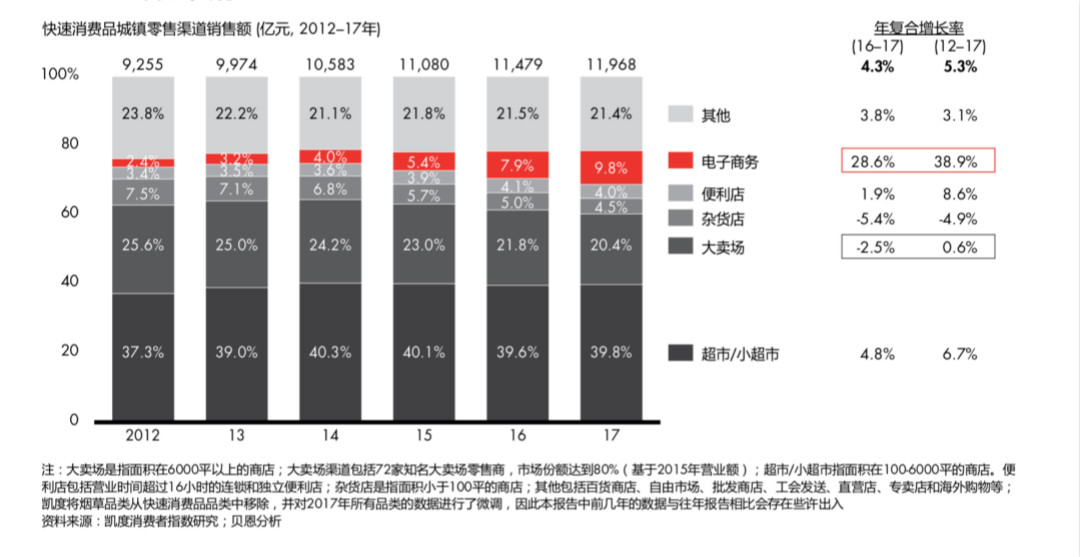 快速消费品城镇零售渠道销售额 (亿元, 2012–17年)
年复合增长率
(16–17) (12–17)
9,255 9,974 10,583 11,080 11,479 11,968 4.3% 5.3%
100%
23.8% 22.2% 21.1% 21.8% 21.5% 21.4% 其他 3.8% 3.1%
80
2.4% 3.2% 4.0% 5.4% 7.9% 9.8% 电子商务 28.6% 38.9%
3.4% 3.5% 3.6% 3.9% 4.1% 4.0% 便利店 1.9% 8.6%
7.5% 7.1% 6.8% 5.7% 5.0% 4.5% 杂货店 -5.4% -4.9%
60
25.6% 25.0% 24.2% 23.0% 21.8% 20.4% 大卖场 -2.5% 0.6%
40
20
37.3% 39.0% 40.3% 40.1% 39.6% 39.8% 超市/小超市 4.8% 6.7%
0
2012 13 14 15 16 17
注：大卖场是指面积在6000平以上的商店；大卖场渠道包括72家知名大卖场零售商，市场份额达到80%（基于2015年营业额）；超市/小超市指面积在100-6000平的商店。便
利店包括营业时间超过16小时的连锁和独立便利店；杂货店是指面积小于100平的商店；其他包括百货商店、自由市场、批发商店、工会发送、直营店、专卖店和海外购物等；
凯度将烟草品类从快速消费品品类中移除，并对2017年所有品类的数据进行了微调，因此本报告中前几年的数据与往年报告相比会存在些许出入
资料来源：凯度消费者指数研究；贝恩分析